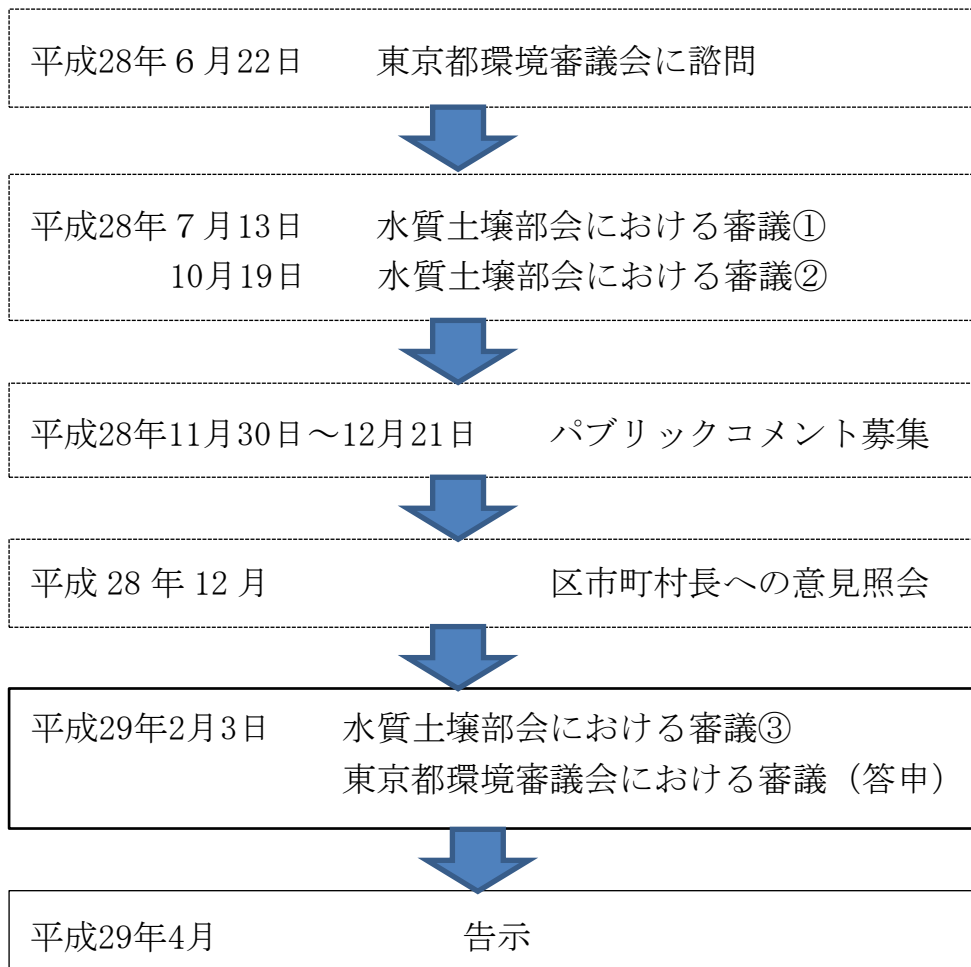 平成28年６月22日　東京都環境審議会に諮問
平成28年７月13日　水質土壌部会における審議①
10月19日　水質土壌部会における審議②
平成28年11月30日～12月21日　パブリックコメント募集
平成 28 年 12 月　区市町村長への意見照会
平成29年2月3日　水質土壌部会における審議③
東京都環境審議会における審議（答申）
平成29年4月　告示